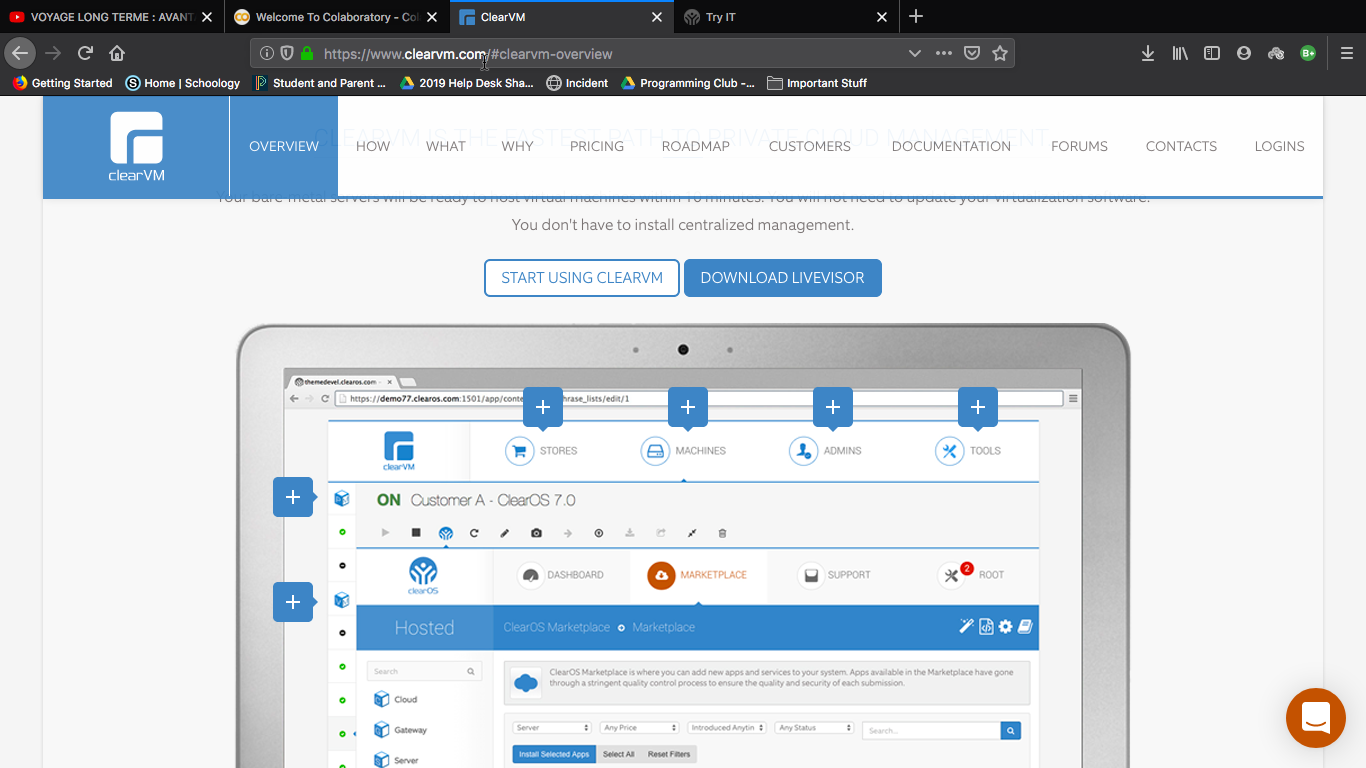 VOYAGE LONG TERME : AVANT
Welcome To Colaboratory - Col
ClearVM
Try IT
https://www.clearvm.com/#clearvm-overview
Getting Started
Home | Schoology
Student and Parent ...
2019 Help Desk Sha...
Incident
Programming Club -...
Important Stuff
CLEARVM IS THE FASTEST PATH TO PRIVATE CLOUD MANAGEMENT
clearVM
OVERVIEW
HOW
WHAT
WHY
PRICING
ROADMAP
CUSTOMERS
DOCUMENTATION
FORUMS
CONTACTS
LOGINS
Your bare-metal servers will be ready to host virtual machines within 10 minutes. You will not need to update your virtualization software.
You don't have to install centralized management.
START USING CLEARVM
DOWNLOAD LIVEVISOR
themedevel.clearos.com
https://demo77.clearos.com:1501/app/conte hrase_lists/edit/1
clearVM
STORES
MACHINES
ADMINS
TOOLS
ON Customer A - ClearOS 7.0
clearOS
DASHBOARD
MARKETPLACE
SUPPORT
2
ROOT
Hosted
ClearOS Marketplace
Marketplace
Search
ClearOS Marketplace is where you can add new apps and services to your system. Apps available in the Marketplace have gone
through a stringent quality control process to ensure the quality and security of each submission.
Cloud
Gateway
Server
Server
Any Price
Introduced Anytin
Any Status
Search...
Install Selected Apps
Select All
Reset Filters